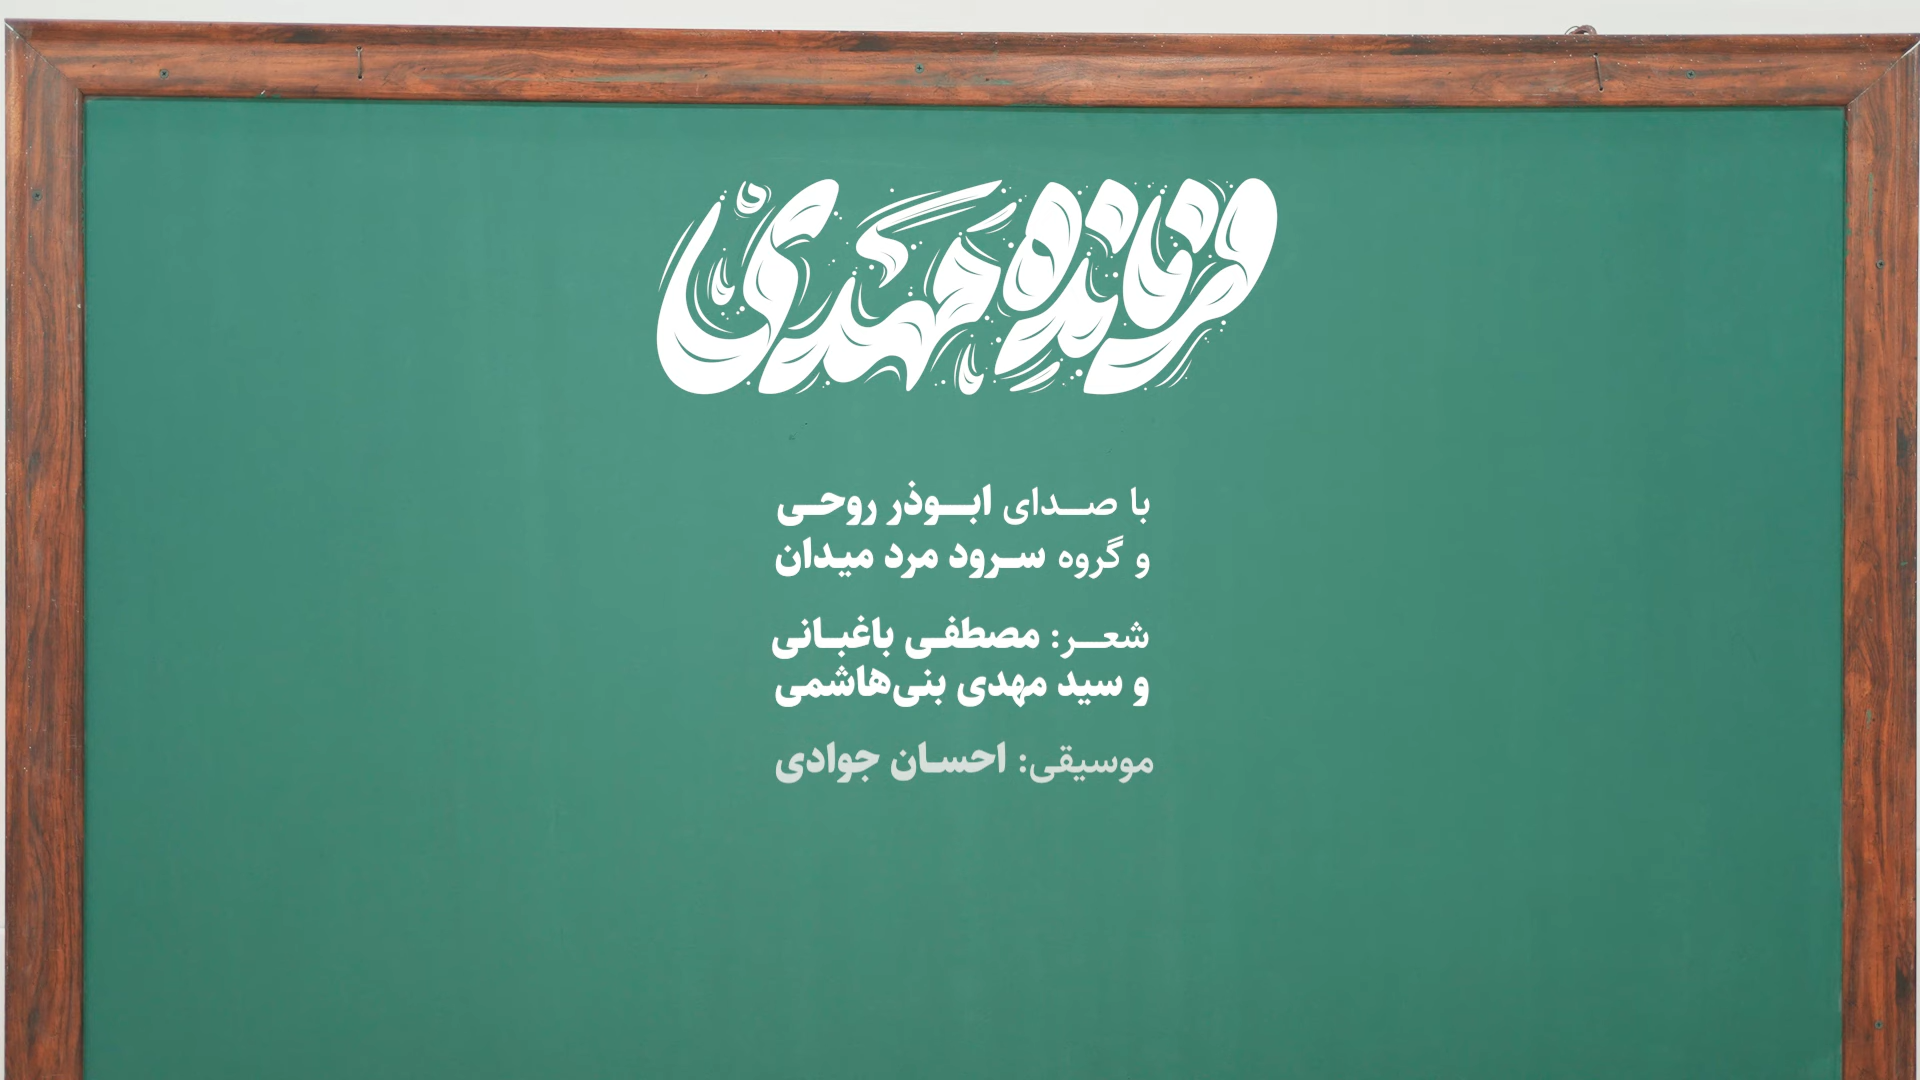 فرمانده مهدی
با صدای ابوذر روحی
و گروه سرود مرد میدان
شعر: مصطفی باغبانی
و سید مهدی بنی‌هاشمی
موسیقی: احسان جوادی